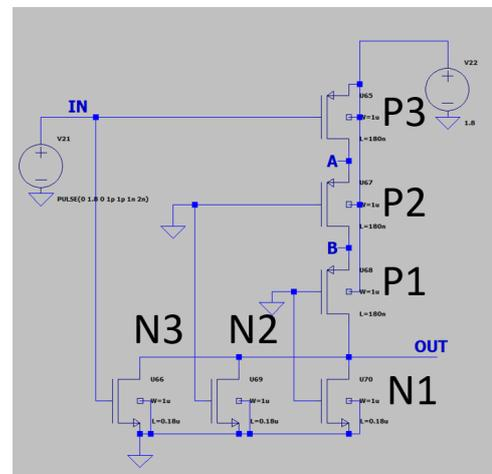 V22
IN
U65
P3
W=1u
V21
1.8
L=180n
A
U67
PULSE(0 1.8 0 1p 1p 1n 2n)
P2
W=1u
L=180n
B
U68
P1
W=1u
L=180n
N3
N2
OUT
U66
U69
U70
N1
W=1u
W=1u
W=1u
L=0.18u
L=0.18u
L=0.18u